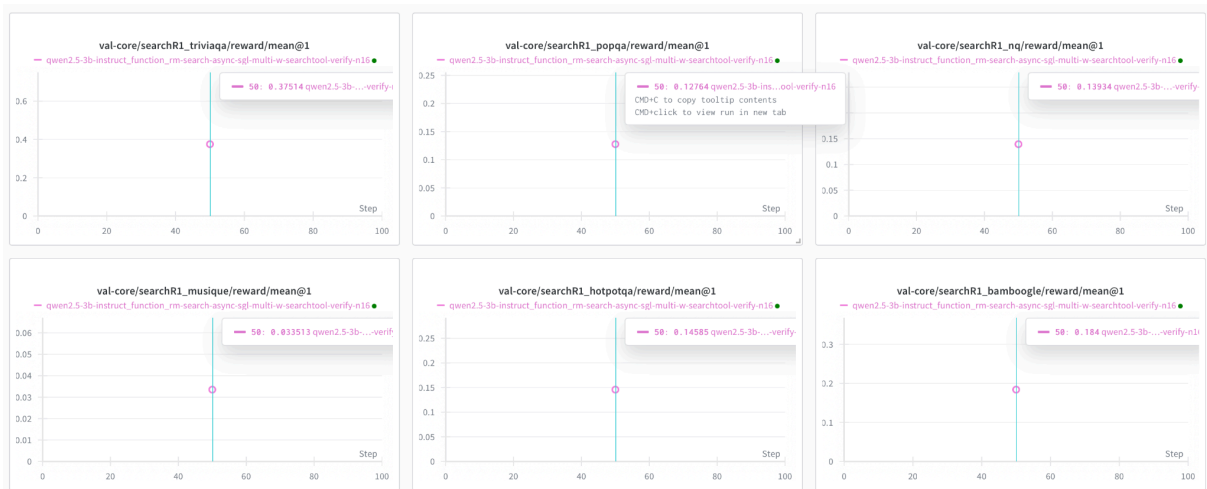 val-core/searchR1_triviaqa/reward/mean@1
qwen2.5-3b-instruct_function_rm-search-async-sgl-multi-w-searchtool-verify-n16
50: 0.37514 qwen2.5-3b-...-verify-
0.6
0.4
0.2
0
Step
0 20 40 60 80 100
val-core/searchR1_popqa/reward/mean@1
qwen2.5-3b-instruct_function_rm-search-async-sgl-multi-w-searchtool-verify-n16
50: 0.12764 qwen2.5-3b-ins...ool-verify-n16
CMD+C to copy tooltip contents
CMD+click to view run in new tab
0.25
0.2
0.15
0.1
0.05
0
Step
0 20 40 60 80 100
val-core/searchR1_nq/reward/mean@1
qwen2.5-3b-instruct_function_rm-search-async-sgl-multi-w-searchtool-verify-n16
50: 0.13934 qwen2.5-3b-...-verify-
0.15
0.1
0.05
0
Step
0 20 40 60 80 100
val-core/searchR1_musique/reward/mean@1
qwen2.5-3b-instruct_function_rm-search-async-sgl-multi-w-searchtool-verify-n16
50: 0.033513 qwen2.5-3b-...-verify
0.06
0.05
0.04
0.03
0.02
0.01
0
Step
0 20 40 60 80 100
val-core/searchR1_hotpotqa/reward/mean@1
qwen2.5-3b-instruct_function_rm-search-async-sgl-multi-w-searchtool-verify-n16
50: 0.14585 qwen2.5-3b-...-verify-
0.25
0.2
0.15
0.1
0.05
0
Step
0 20 40 60 80 100
val-core/searchR1_bamboogle/reward/mean@1
qwen2.5-3b-instruct_function_rm-search-async-sgl-multi-w-searchtool-verify-n16
50: 0.184 qwen2.5-3b-...-verify-n1
0.3
0.2
0.1
0
Step
0 20 40 60 80 100